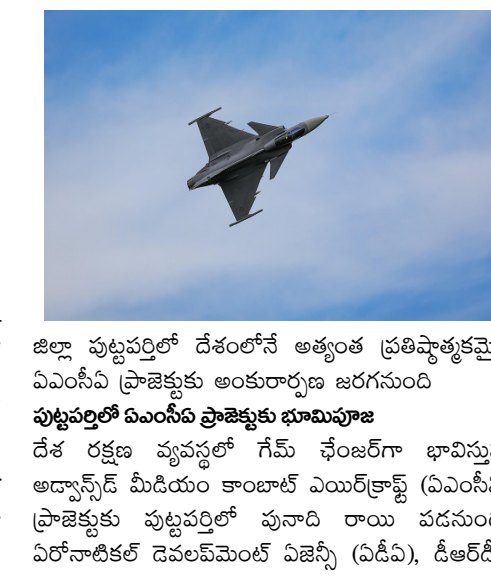 జిల్లా పుట్టపర్తిలో దేశంలోనే అత్యంత ప్రతిష్ఠాత్మకమై
ఏఎంసీఏ ప్రాజెక్టుకు అంకురార్పణ జరగనుంది
పుట్టపర్తిలో ఏఎంసీఏ ప్రాజెక్టుకు భూమిపూజ
దేశ రక్షణ వ్యవస్థలో గేమ్ ఛేంజర్‌గా భావిస్తు
అడ్వాన్స్‌డ్ మీడియం కాంబాట్ ఎయిర్‌క్రాఫ్ట్ (ఏఎంసీ
ప్రాజెక్టుకు పుట్టపర్తిలో పునాది రాయి పడనుం
ఏరోనాటికల్ డెవలప్‌మెంట్ ఏజెన్సీ (ఏడీఏ), డీఆర్‌డీ